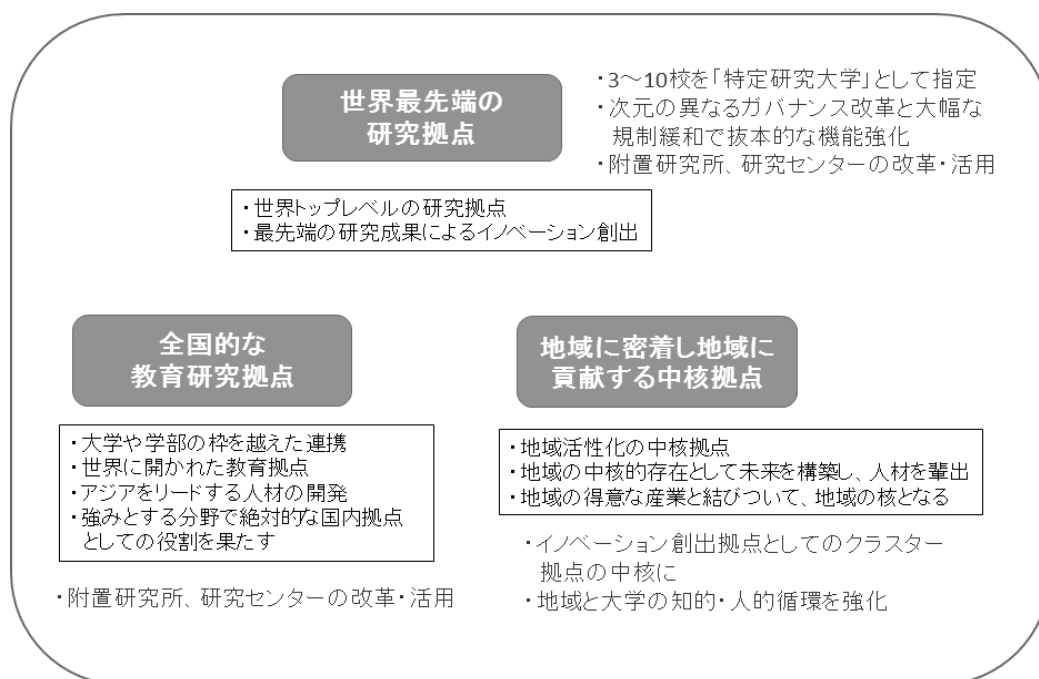 世界最先端の
研究拠点
・3～10校を「特定研究大学」として指定
・次元の異なるガバナンス改革と大幅な
規制緩和で抜本的な機能強化
・附置研究所、研究センターの改革・活用
・世界トップレベルの研究拠点
・最先端の研究成果によるイノベーション創出
全国的な
教育研究拠点
・大学や学部の枠を越えた連携
・世界に開かれた教育拠点
・アジアをリードする人材の開発
・強みとする分野で絶対的な国内拠点
としての役割を果たす
・附置研究所、研究センターの改革・活用
地域に密着し地域に
貢献する中核拠点
・地域活性化の中核拠点
・地域の中核的存在として未来を構築し、人材を輩出
・地域の得意な産業と結びついて、地域の核となる
・イノベーション創出拠点としてのクラスター
拠点の中核に
・地域と大学の知的・人的循環を強化